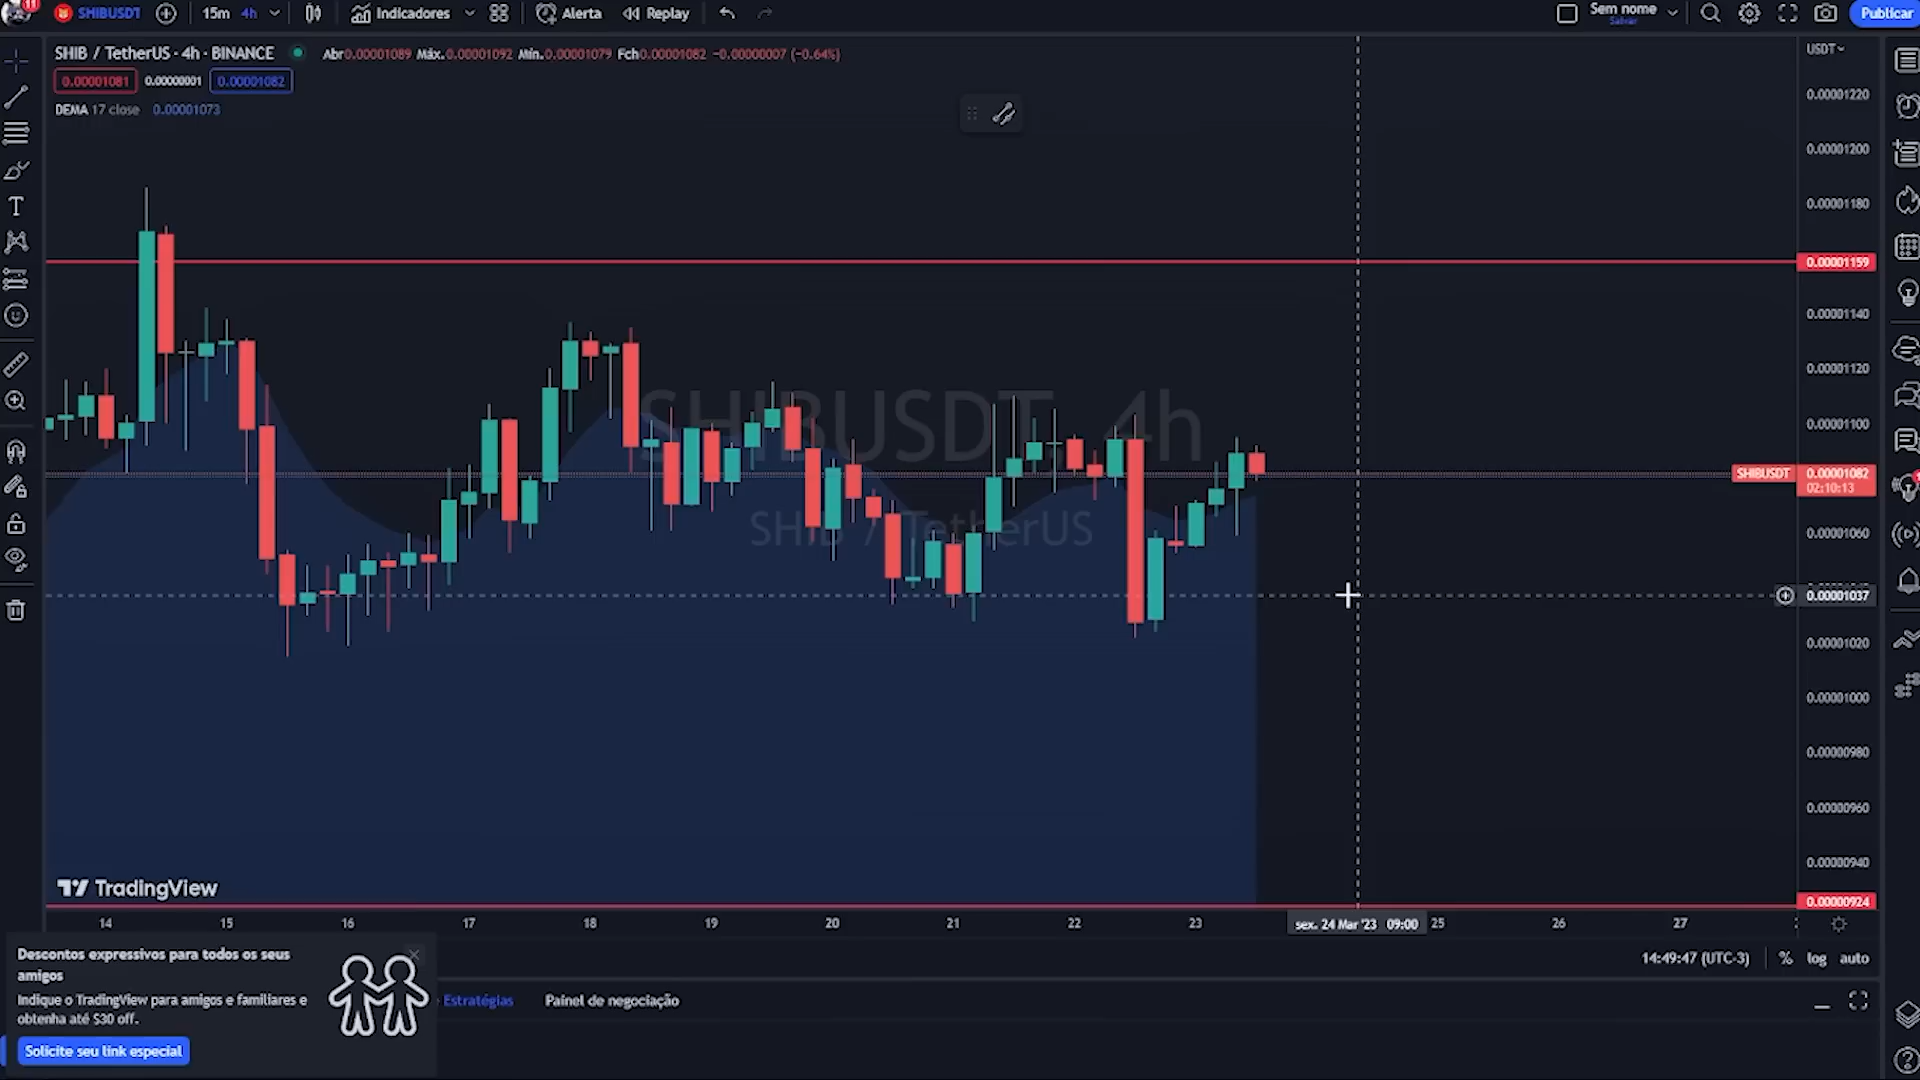 11
SHIBUSDT
15m 4h
Indicadores
Alerta
Replay
Sem nome
Salvar
Publicar
SHIB / TetherUS · 4h · BINANCE
Abr0.00001089 Máx.0.00001092 Mín.0.00001079 Fch0.00001082 −0.00000007 (−0.64%)
USDT
0.00001081 0.00000001 0.00001082
DEMA 17 close 0.00001073
0.00001220
0.00001200
0.00001180
0.00001159
0.00001140
0.00001120
0.00001100
SHIBUSDT 0.00001082
02:10:13
0.00001060
0.00001037
0.00001020
0.00001000
0.00000980
0.00000960
0.00000940
0.00000924
SHIBUSDT, 4h
SHIB / TetherUS
TradingView
14 15 16 17 18 19 20 21 22 23 sex. 24 Mar '23 09:00 25 26 27
14:49:47 (UTC-3) % log auto
Descontos expressivos para todos os seus
amigos
Indique o TradingView para amigos e familiares e
obtenha até $30 off.
Solicite seu link especial
Estratégias
Painel de negociação